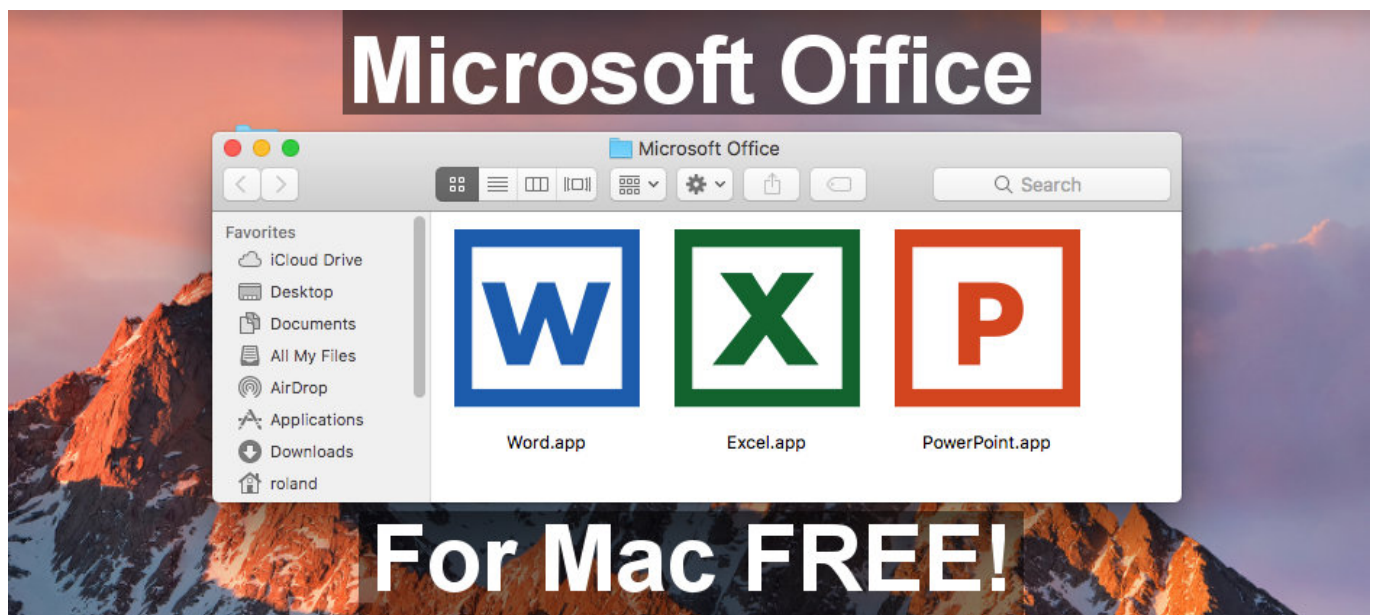 Microsoft Office
Microsoft Office
Search
Favorites
iCloud Drive
Desktop
Documents
All My Files
AirDrop
Applications
Downloads
roland
W X P
Word.app Excel.app PowerPoint.app
For Mac FREE!